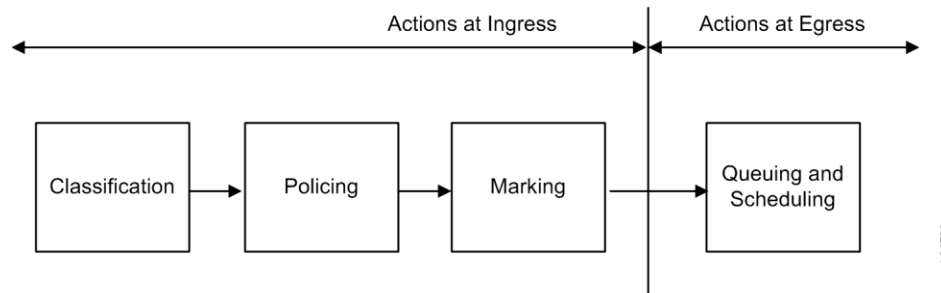 Actions at Ingress
Actions at Egress
Classification
Policing
Marking
Queuing and
Scheduling